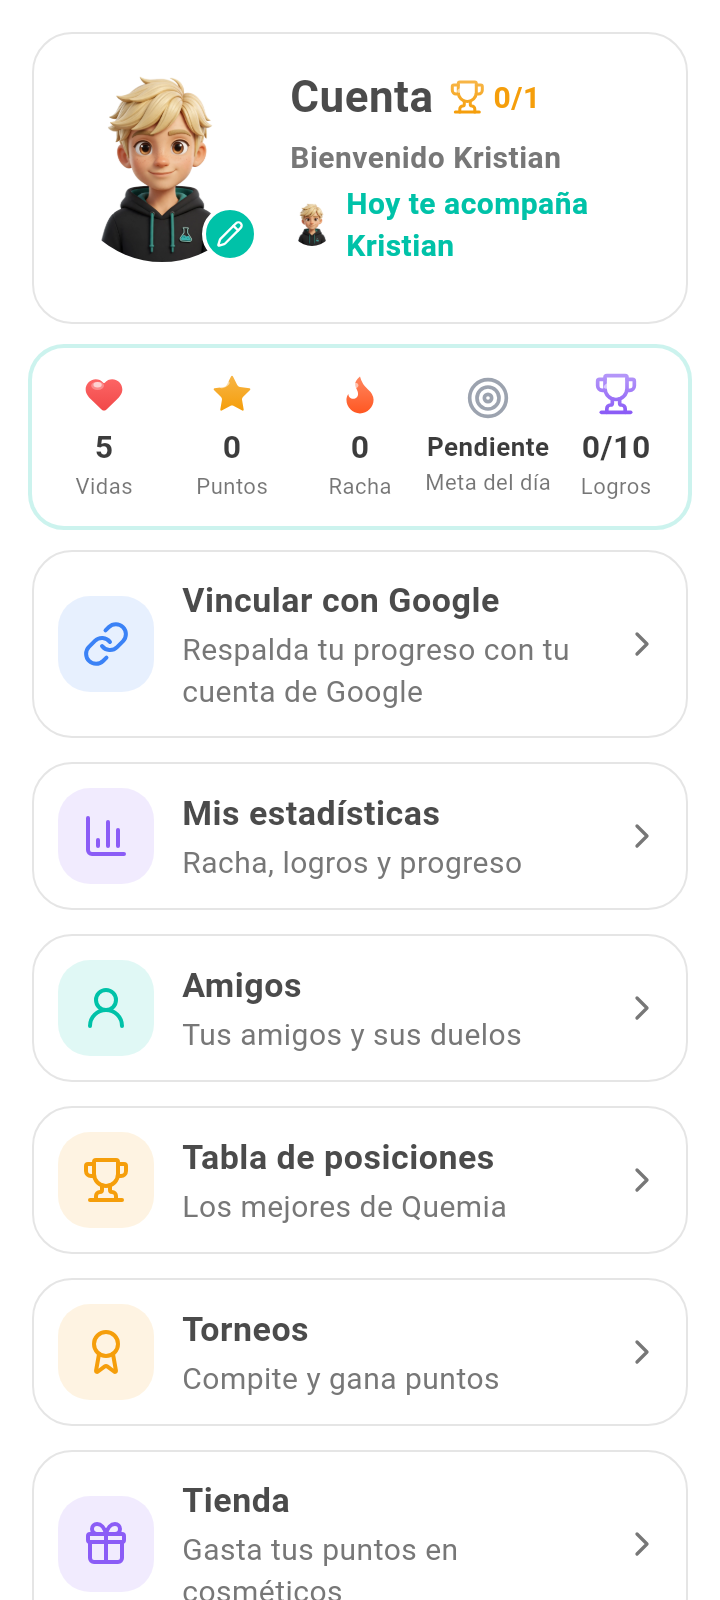 Cuenta 0/1
Bienvenido Kristian
Hoy te acompaña
Kristian
5 0 0 Pendiente 0/10
Vidas Puntos Racha Meta del día Logros
Vincular con Google
Respalda tu progreso con tu
cuenta de Google
Mis estadísticas
Racha, logros y progreso
Amigos
Tus amigos y sus duelos
Tabla de posiciones
Los mejores de Quemia
Torneos
Compite y gana puntos
Tienda
Gasta tus puntos en
cosméticos